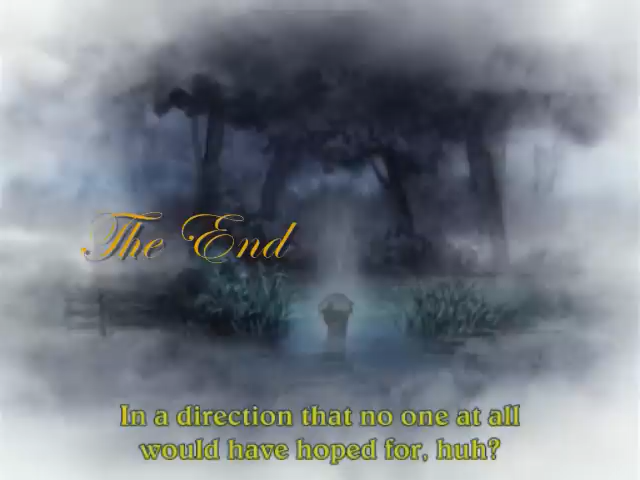 The End
In a direction that no one at all
would have hoped for, huh?